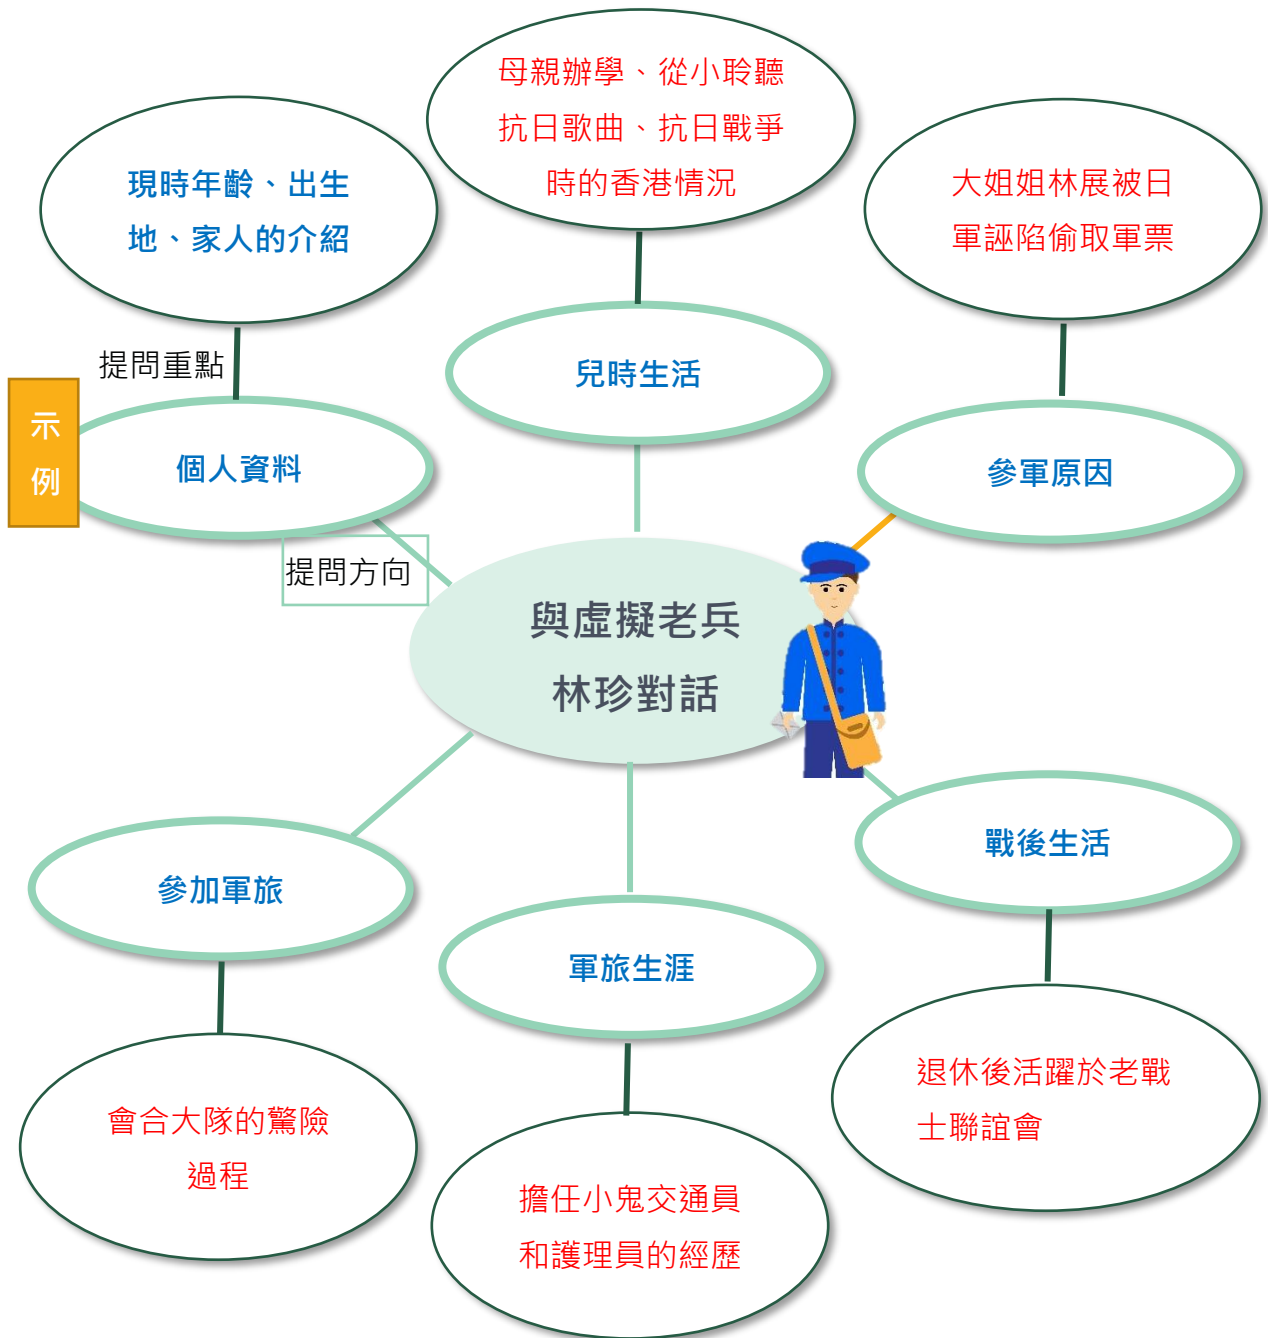 母親辦學、從小聆聽
抗日歌曲、抗日戰爭
時的香港情況
現時年齡、出生
地、家人的介紹
大姐姐林展被日
軍誣陷偷取軍票
提問重點
兒時生活
示
例
個人資料
參軍原因
提問方向
與虛擬老兵
林珍對話
參加軍旅
軍旅生涯
戰後生活
會合大隊的驚險
過程
擔任小鬼交通員
和護理員的經歷
退休後活躍於老戰
士聯誼會